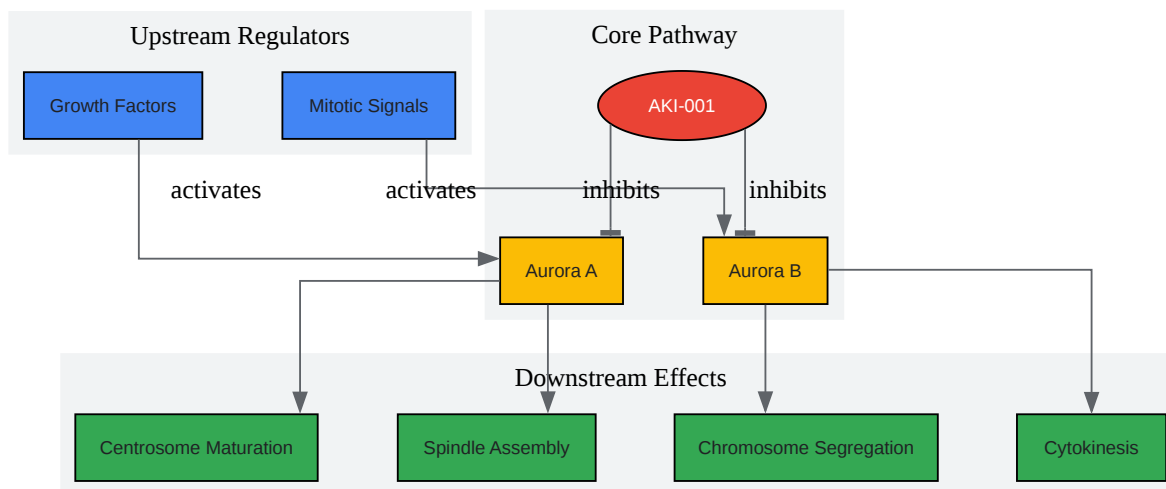 Upstream Regulators
Core Pathway
Growth Factors
Mitotic Signals
AKI-001
activates
activates
inhibits
inhibits
Aurora A
Aurora B
Downstream Effects
Centrosome Maturation
Spindle Assembly
Chromosome Segregation
Cytokinesis